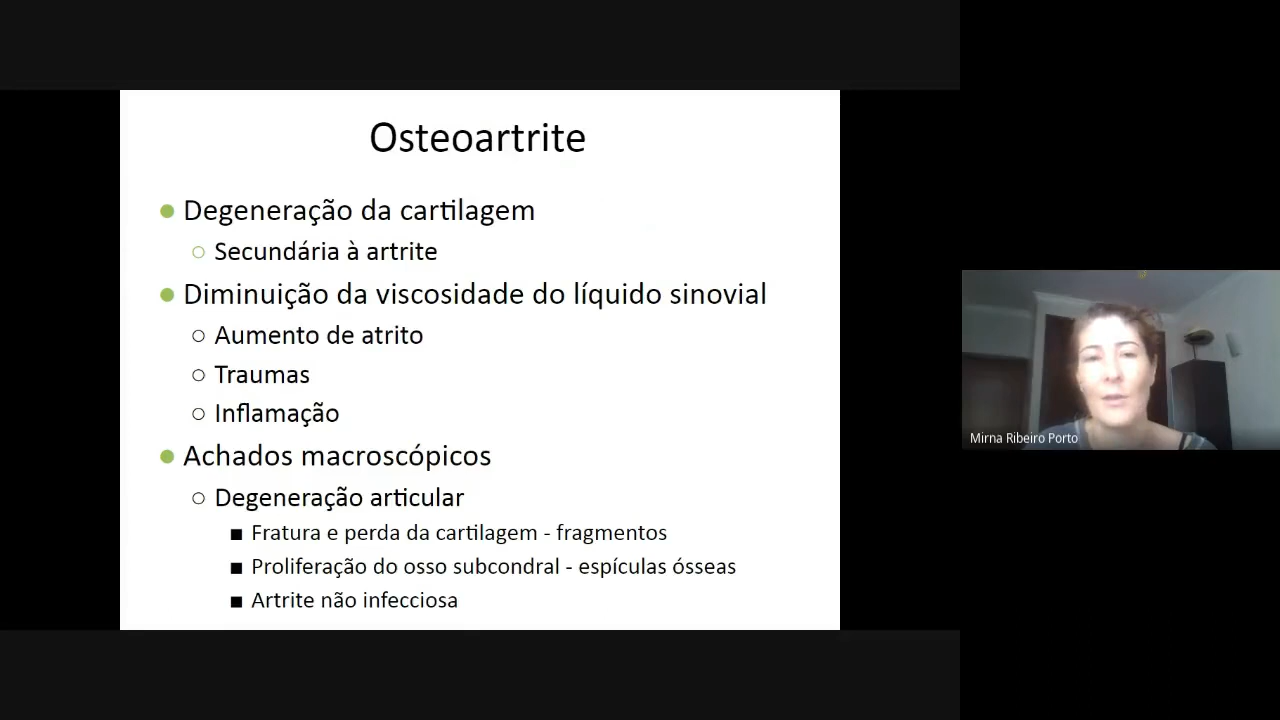 Osteoartrite
Degeneração da cartilagem
Secundária à artrite
Diminuição da viscosidade do líquido sinovial
Aumento de atrito
Traumas
Inflamação
Achados macroscópicos
Degeneração articular
Fratura e perda da cartilagem - fragmentos
Proliferação do osso subcondral - espículas ósseas
Artrite não infecciosa
Mirna Ribeiro Porto